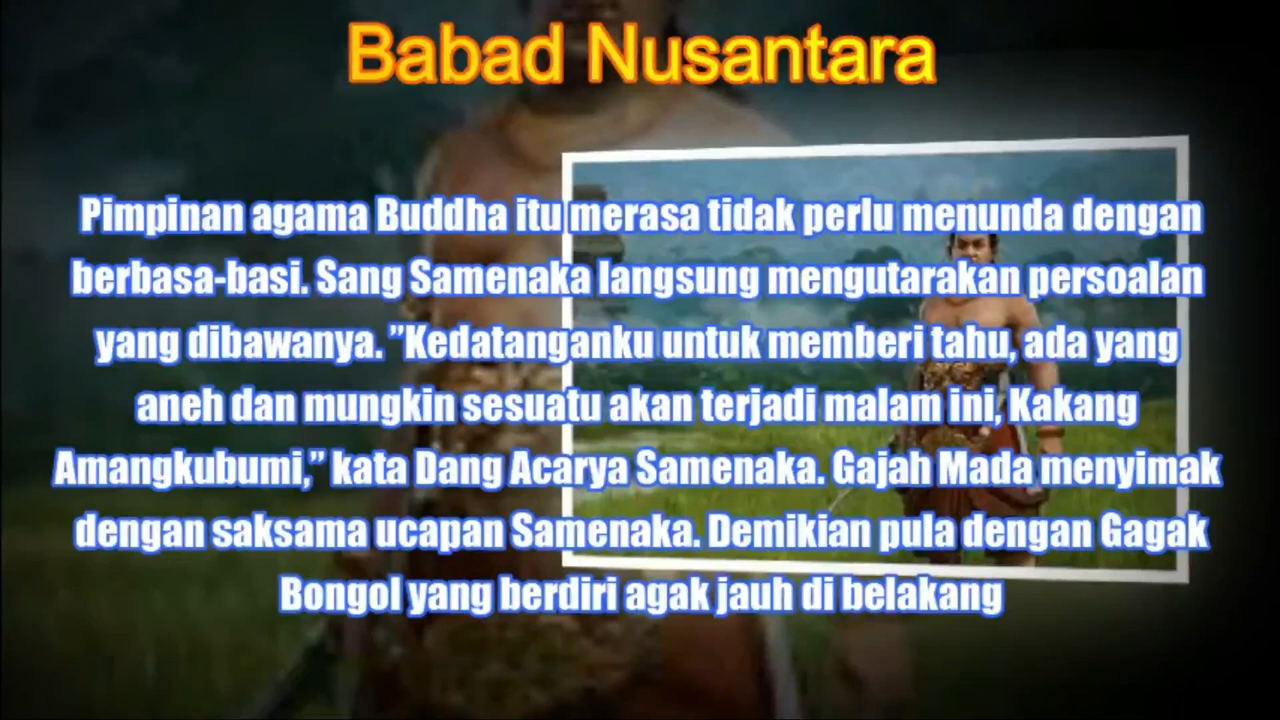 Babad Nusantara
Pimpinan agama Buddha itu merasa tidak perlu menunda dengan
berbasa-basi. Sang Samenaka langsung mengutarakan persoalan
yang dibawanya. ”Kedatanganku untuk memberi tahu, ada yang
aneh dan mungkin sesuatu akan terjadi malam ini, Kakang
Amangkubumi,” kata Dang Acarya Samenaka. Gajah Mada menyimak
dengan saksama ucapan Samenaka. Demikian pula dengan Gagak
Bongol yang berdiri agak jauh di belakang